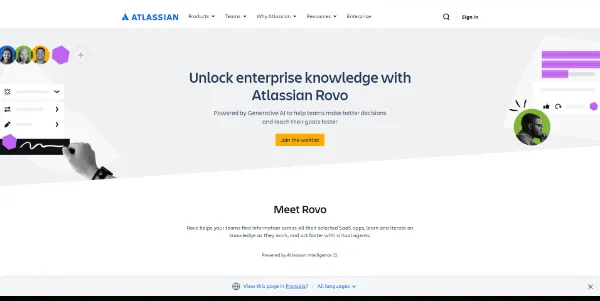 ATLASSIAN Products Teams Why Atlassian Resources Enterprise Sign in
Unlock enterprise knowledge with
Atlassian Rovo
Powered by Generative AI to help teams make better decisions
and reach their goals faster
Join the waitlist
Meet Rovo
Rovo helps your teams find information across all their selected SaaS apps, learn and iterate on
knowledge as they work, and act faster with virtual agents.
Powered by Atlassian Intelligence
View this page in Français? All languages